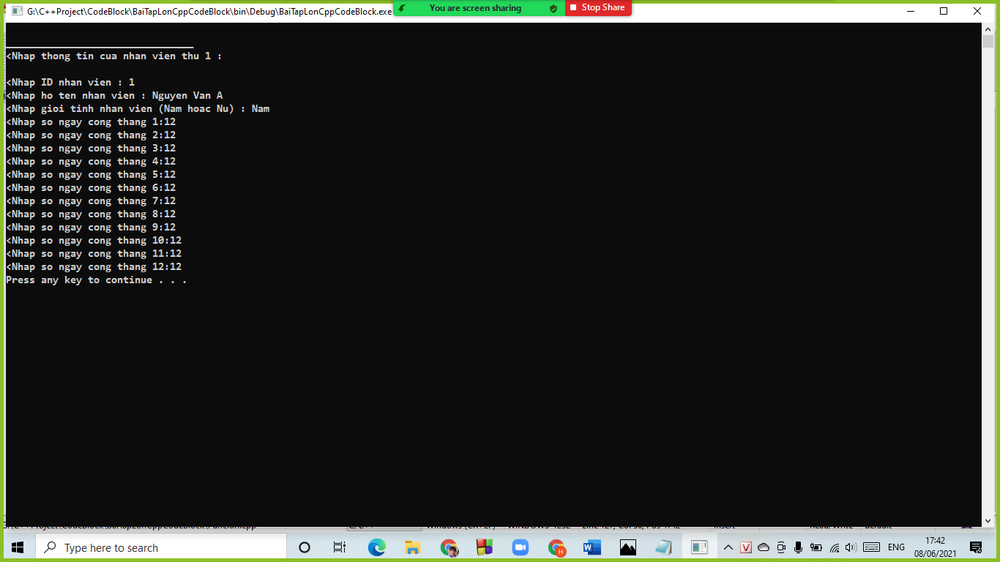 G:\C++Project\CodeBlock\BaiTapLonCppCodeBlock\bin\Debug\BaiTapLonCppCodeBlock.exe
You are screen sharing
Stop Share
<Nhap thong tin cua nhan vien thu 1 :
<Nhap ID nhan vien : 1
<Nhap ho ten nhan vien : Nguyen Van A
<Nhap gioi tinh nhan vien (Nam hoac Nu) : Nam
<Nhap so ngay cong thang 1:12
<Nhap so ngay cong thang 2:12
<Nhap so ngay cong thang 3:12
<Nhap so ngay cong thang 4:12
<Nhap so ngay cong thang 5:12
<Nhap so ngay cong thang 6:12
<Nhap so ngay cong thang 7:12
<Nhap so ngay cong thang 8:12
<Nhap so ngay cong thang 9:12
<Nhap so ngay cong thang 10:12
<Nhap so ngay cong thang 11:12
<Nhap so ngay cong thang 12:12
Press any key to continue . . .
Type here to search
H
W
V
ENG
17:42
08/06/2021